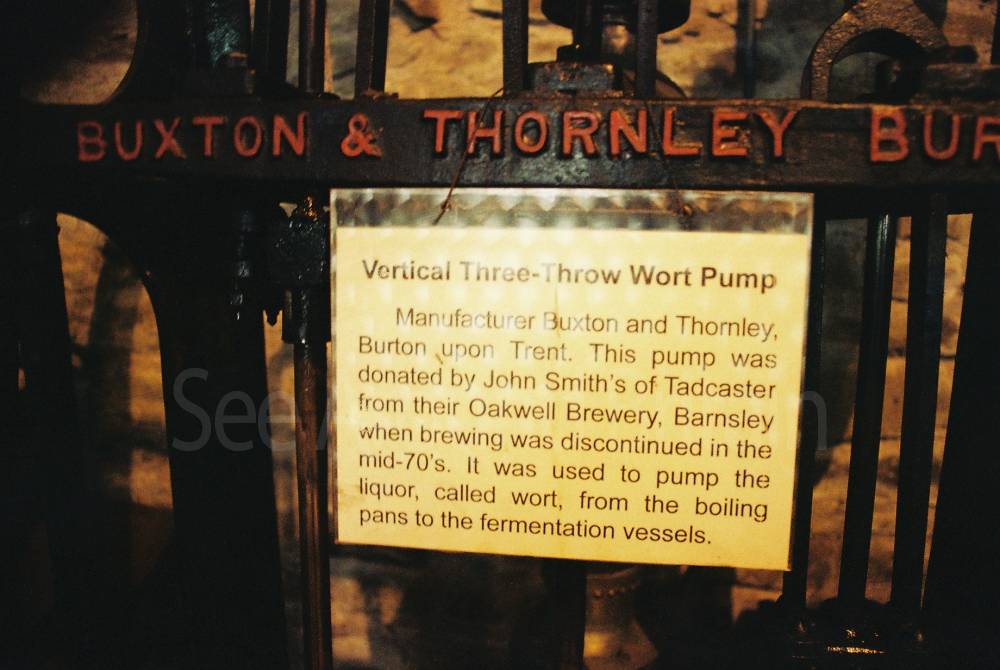 BUXTON & THORNLEY BUR
Vertical Three-Throw Wort Pump
Manufacturer Buxton and Thornley,
Burton upon Trent. This pump was
donated by John Smith's of Tadcaster
from their Oakwell Brewery, Barnsley
when brewing was discontinued in the
mid-70's. It was used to pump the
liquor, called wort, from the boiling
pans to the fermentation vessels.
See